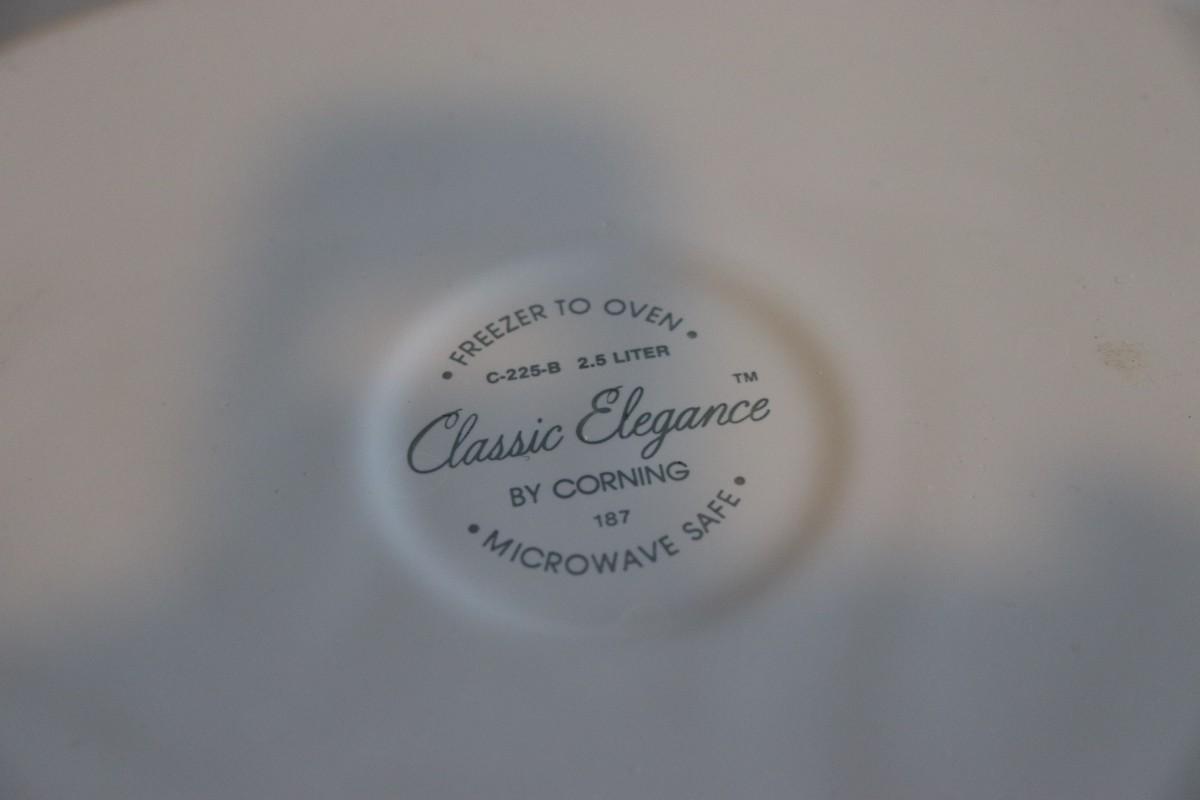 • FREEZER TO OVEN •
C-225-B 2.5 LITER
Classic Elegance™
BY CORNING
187
• MICROWAVE SAFE •